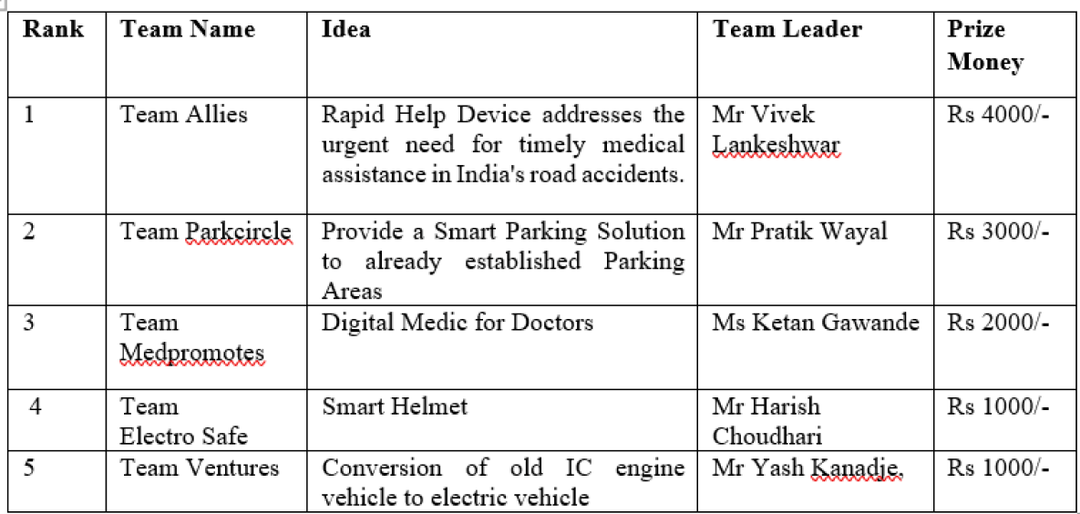 Rank Team Name Idea Team Leader Prize
Money
1 Team Allies Rapid Help Device addresses the Mr Vivek Rs 4000/-
urgent need for timely medical Lankeshwar
assistance in India's road accidents.
2 Team Parkcircle Provide a Smart Parking Solution Mr Pratik Wayal Rs 3000/-
to already established Parking
Areas
3 Team Digital Medic for Doctors Ms Ketan Gawande Rs 2000/-
Medpromotes
4 Team Smart Helmet Mr Harish Rs 1000/-
Electro Safe Choudhari
5 Team Ventures Conversion of old IC engine Mr Yash Kanadje. Rs 1000/-
vehicle to electric vehicle